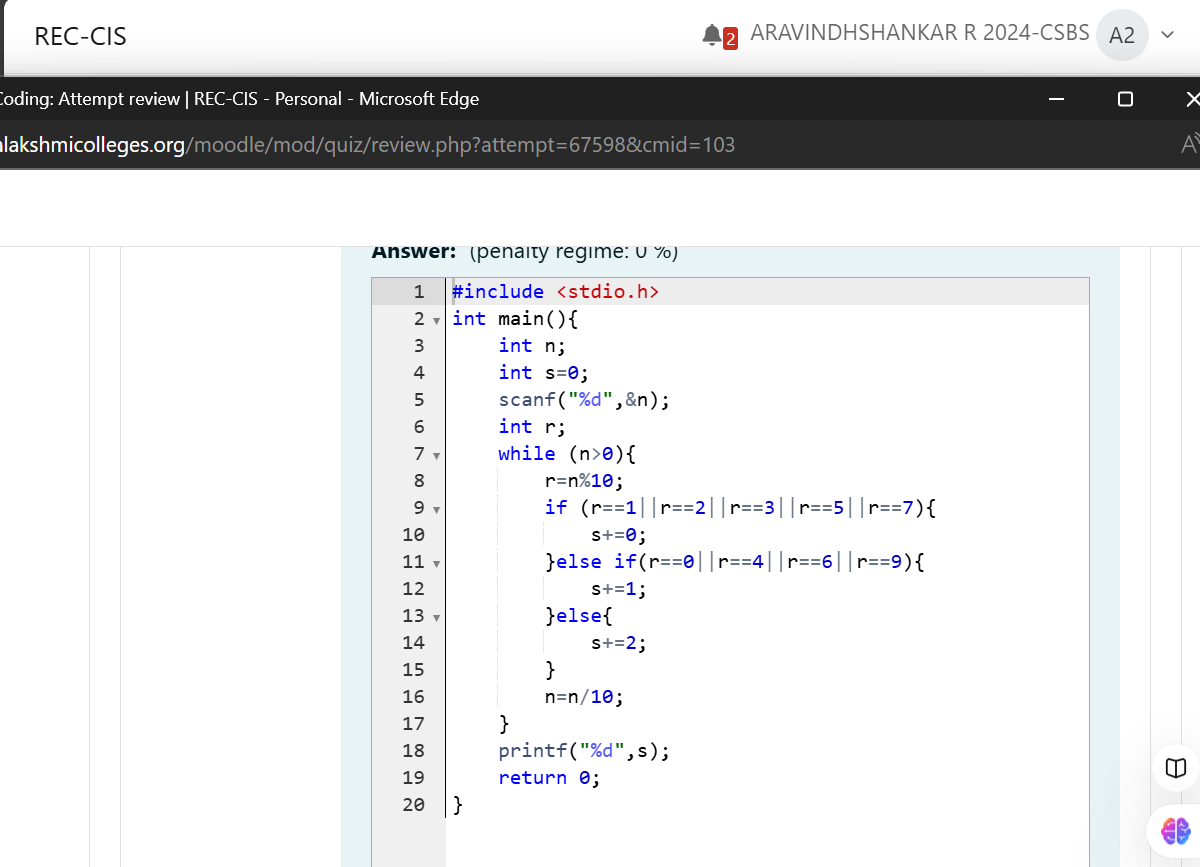 REC-CIS
2 ARAVINDHSHANKAR R 2024-CSBS A2
Coding: Attempt review | REC-CIS - Personal - Microsoft Edge
alakshmicolleges.org/moodle/mod/quiz/review.php?attempt=67598&cmid=103
Answer: (penalty regime: 0 %)
1 #include <stdio.h>
2 int main(){
3 int n;
4 int s=0;
5 scanf("%d",&n);
6 int r;
7 while (n>0){
8 r=n%10;
9 if (r==1||r==2||r==3||r==5||r==7){
10 s+=0;
11 }else if(r==0||r==4||r==6||r==9){
12 s+=1;
13 }else{
14 s+=2;
15 }
16 n=n/10;
17 }
18 printf("%d",s);
19 return 0;
20 }